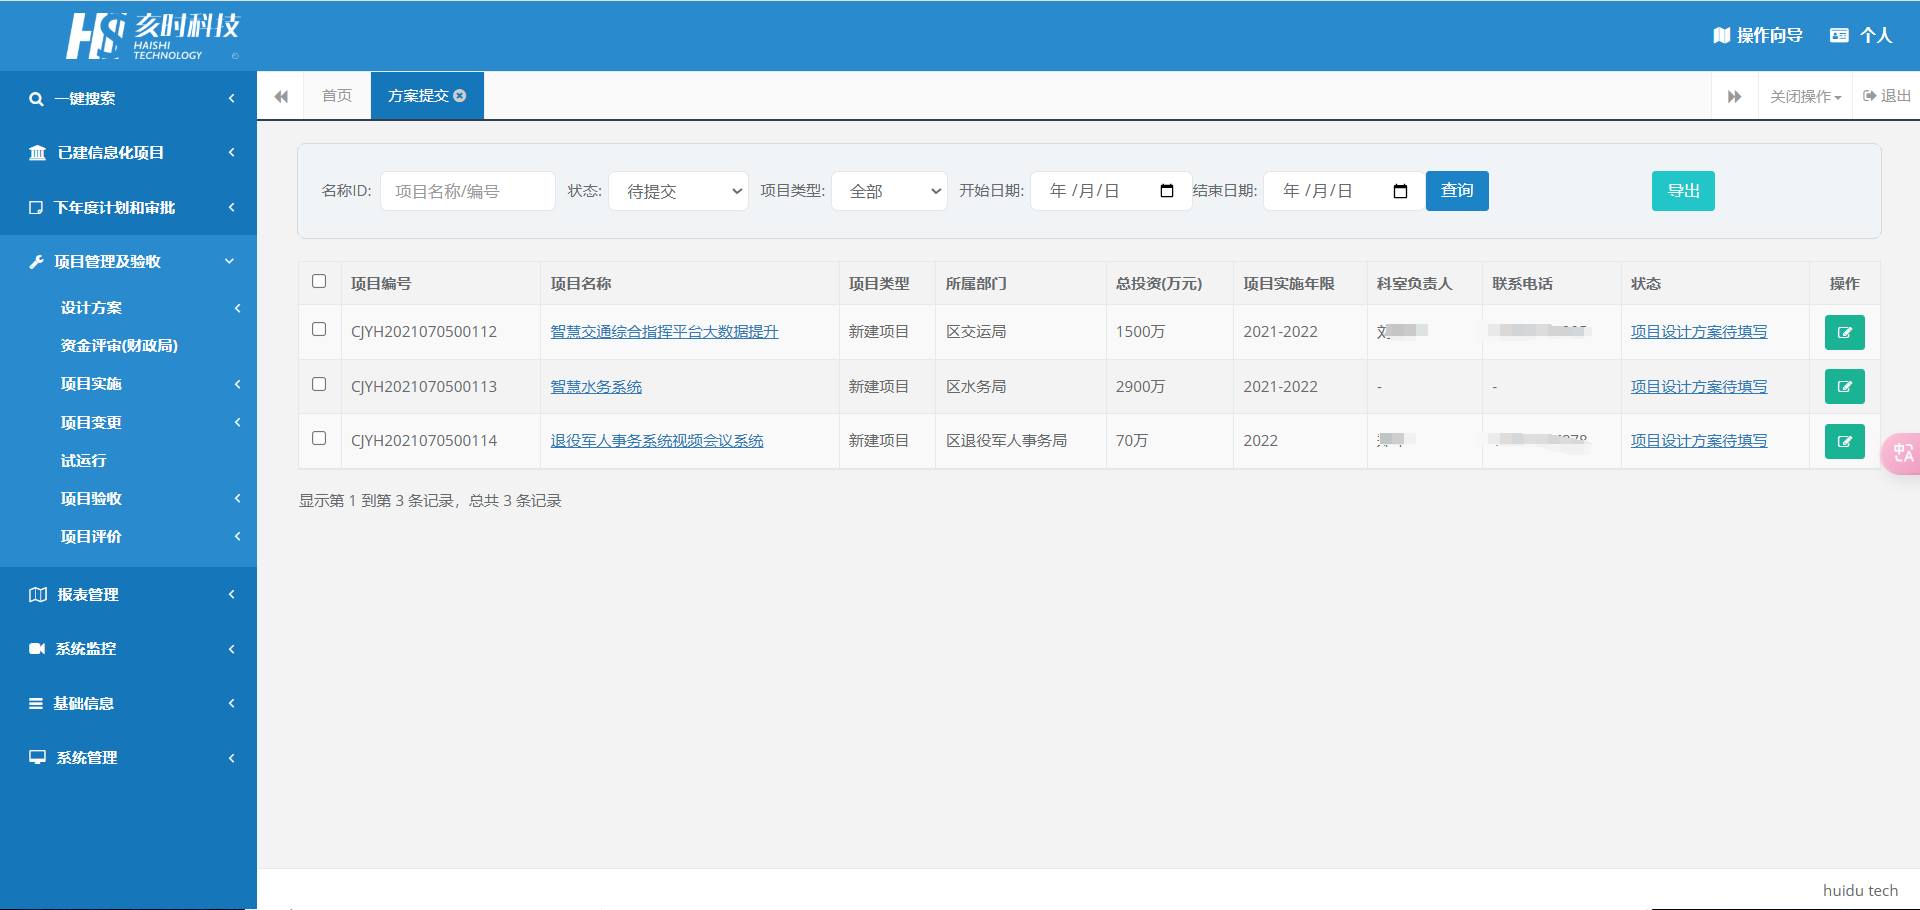 HS 亥时科技
HAISHI
TECHNOLOGY
操作向导 个人
一键搜索
已建信息化项目
下年度计划和审批
项目管理及验收
设计方案
资金评审(财政局)
项目实施
项目变更
试运行
项目验收
项目评价
报表管理
系统监控
基础信息
系统管理
首页 方案提交 关闭操作 退出
名称ID: 项目名称/编号 状态: 待提交 项目类型: 全部 开始日期: 年 /月/日 结束日期: 年 /月/日 查询 导出
项目编号 项目名称 项目类型 所属部门 总投资(万元) 项目实施年限 科室负责人 联系电话 状态 操作
CJYH2021070500112 智慧交通综合指挥平台大数据提升 新建项目 区交运局 1500万 2021-2022 项目设计方案待填写
CJYH2021070500113 智慧水务系统 新建项目 区水务局 2900万 2021-2022 - - 项目设计方案待填写
CJYH2021070500114 退役军人事务系统视频会议系统 新建项目 区退役军人事务局 70万 2022 项目设计方案待填写
显示第 1 到第 3 条记录，总共 3 条记录
中A
huidu tech